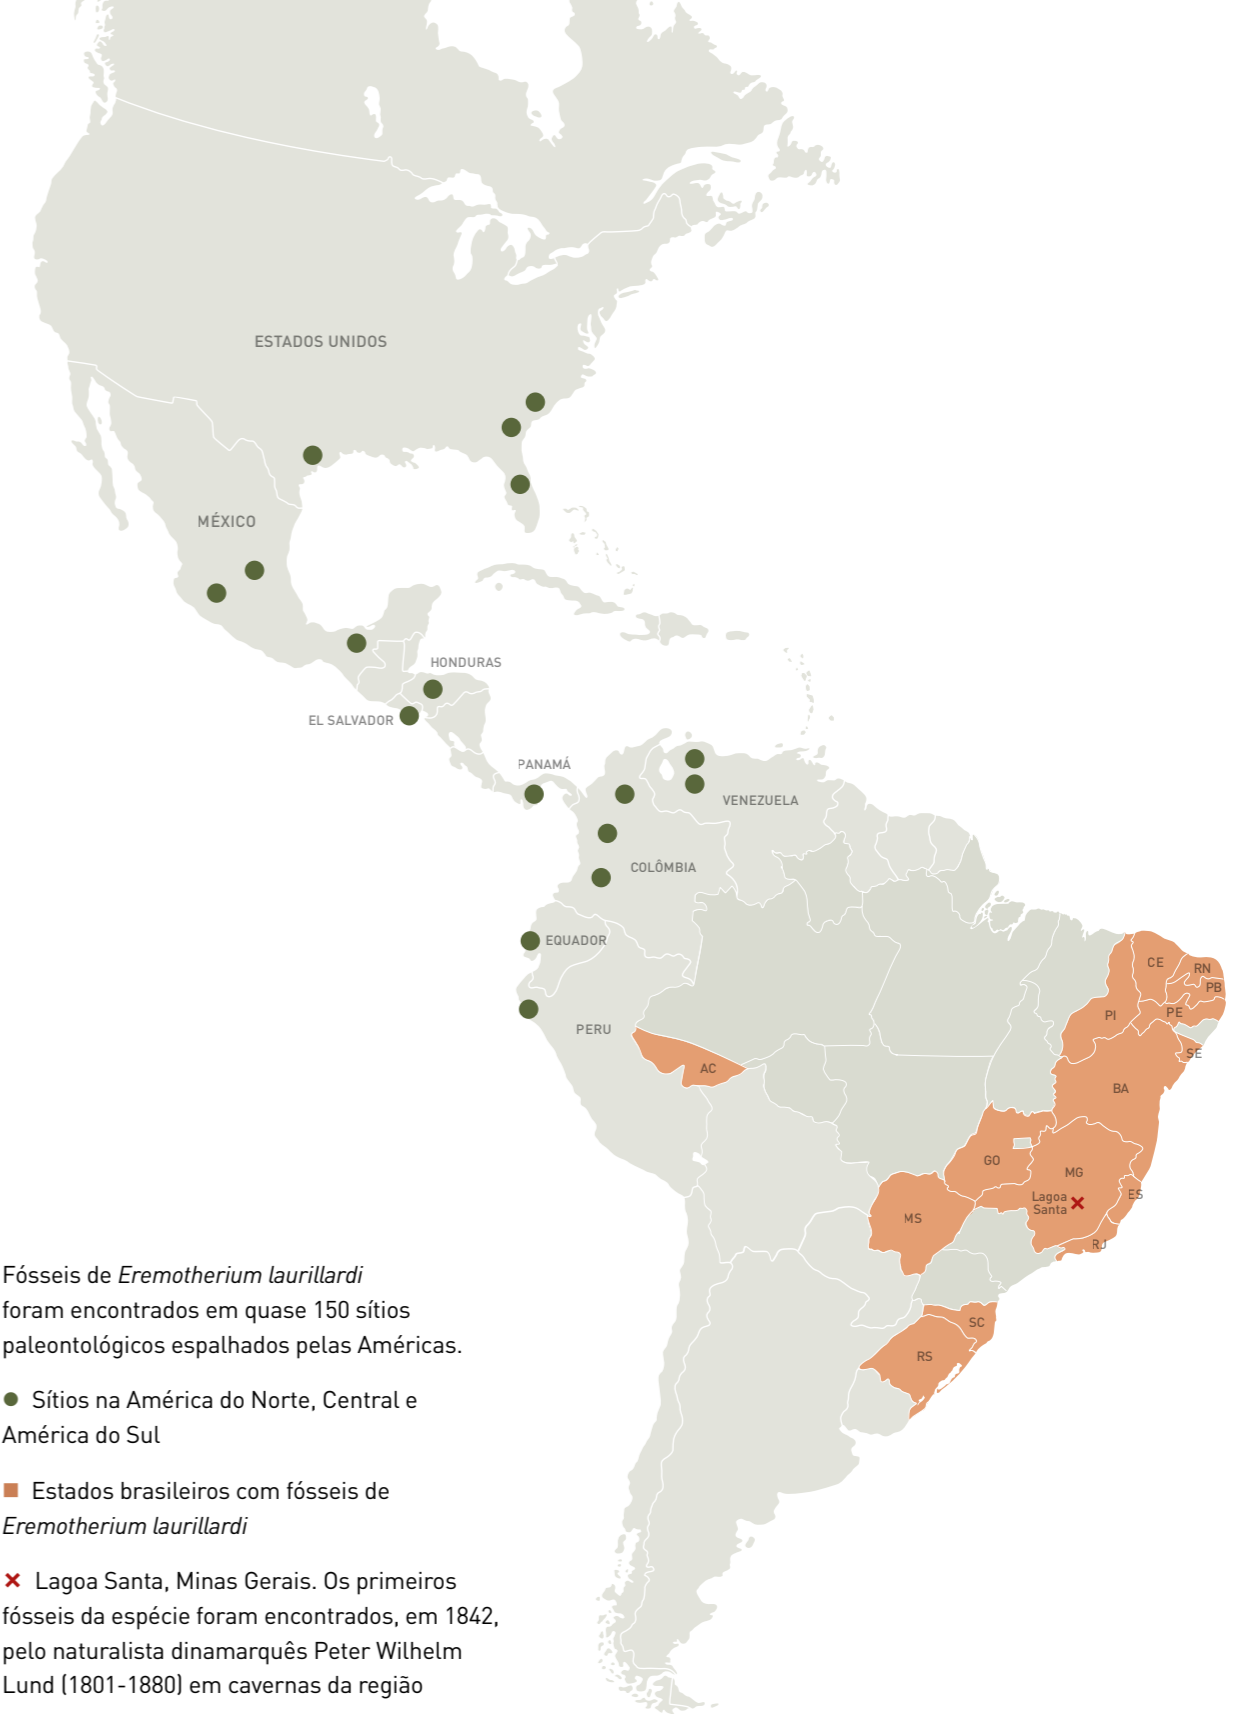 ESTADOS UNIDOS
MÉXICO
HONDURAS
EL SALVADOR
PANAMÁ
VENEZUELA
COLÔMBIA
EQUADOR
PERU
CE
RN
PB
PI
PE
SE
AC
BA
GO
MG
Lagoa
Santa
ES
MS
RJ
SC
RS
Fósseis de Eremotherium laurillardi
foram encontrados em quase 150 sítios
paleontológicos espalhados pelas Américas.
Sítios na América do Norte, Central e
América do Sul
Estados brasileiros com fósseis de
Eremotherium laurillardi
Lagoa Santa, Minas Gerais. Os primeiros
fósseis da espécie foram encontrados, em 1842,
pelo naturalista dinamarquês Peter Wilhelm
Lund (1801-1880) em cavernas da região